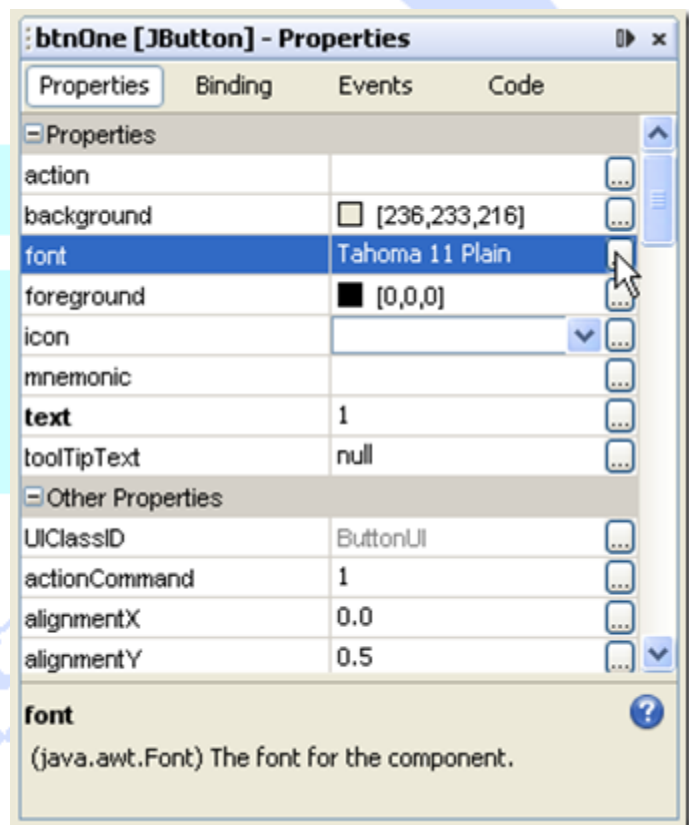 btnOne [JButton] - Properties
Properties Binding Events Code
Properties
action ...
background [236,233,216] ...
font Tahoma 11 Plain
foreground [0,0,0] ...
icon ...
mnemonic ...
text 1 ...
toolTipText null ...
Other Properties
UIClassID ButtonUI ...
actionCommand 1 ...
alignmentX 0.0 ...
alignmentY 0.5 ...
font ?
(java.awt.Font) The font for the component.